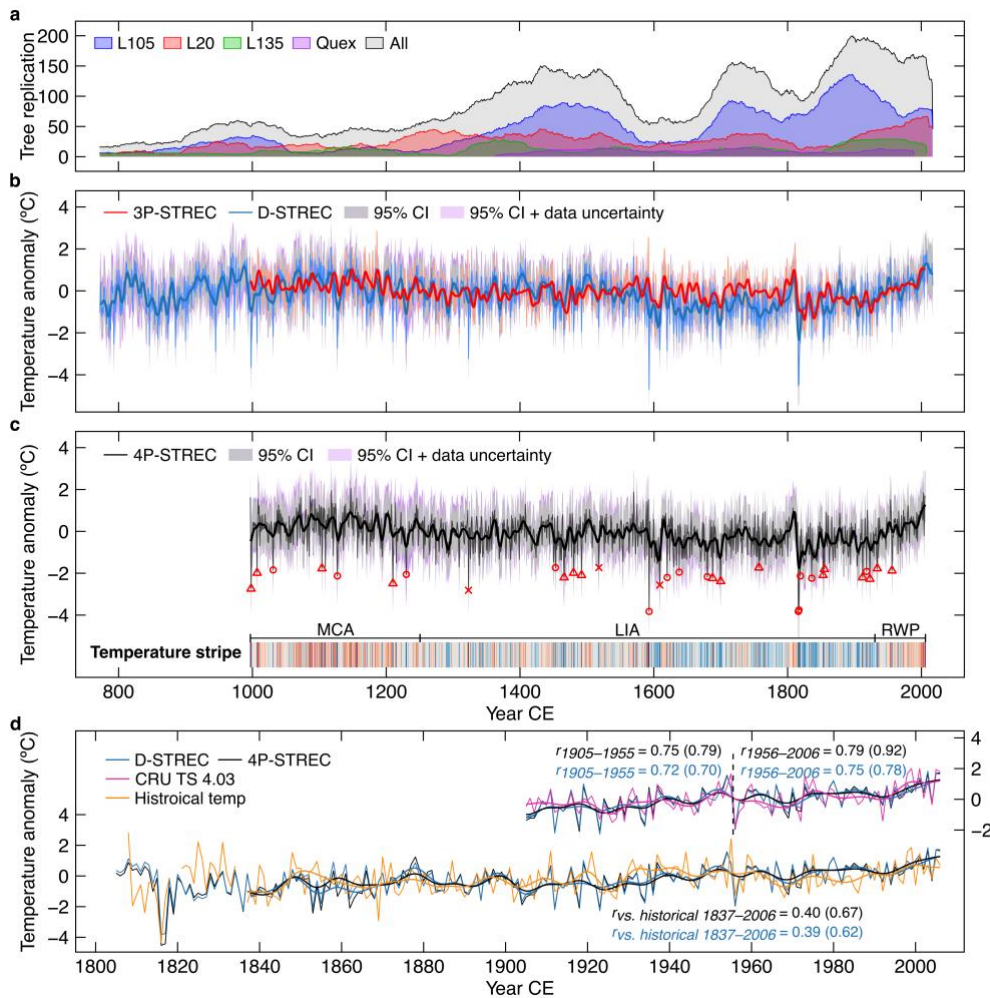 a
L105 L20 L135 Quex All
Tree replication
200
150
100
50
0
b
3P-STREC D-STREC 95% CI 95% CI + data uncertainty
Temperature anomaly (ºC)
4
2
0
−2
−4
c
4P-STREC 95% CI 95% CI + data uncertainty
Temperature anomaly (ºC)
4
2
0
−2
−4
MCA LIA RWP
Temperature stripe
800 1000 1200 1400 1600 1800 2000
Year CE
d
D-STREC 4P-STREC
CRU TS 4.03
Histroical temp
r1905–1955 = 0.75 (0.79) r1956–2006 = 0.79 (0.92)
r1905–1955 = 0.72 (0.70) r1956–2006 = 0.75 (0.78)
4
2
0
−2
Temperature anomaly (ºC)
4
2
0
−2
−4
rvs. historical 1837–2006 = 0.40 (0.67)
rvs. historical 1837–2006 = 0.39 (0.62)
1800 1820 1840 1860 1880 1900 1920 1940 1960 1980 2000
Year CE